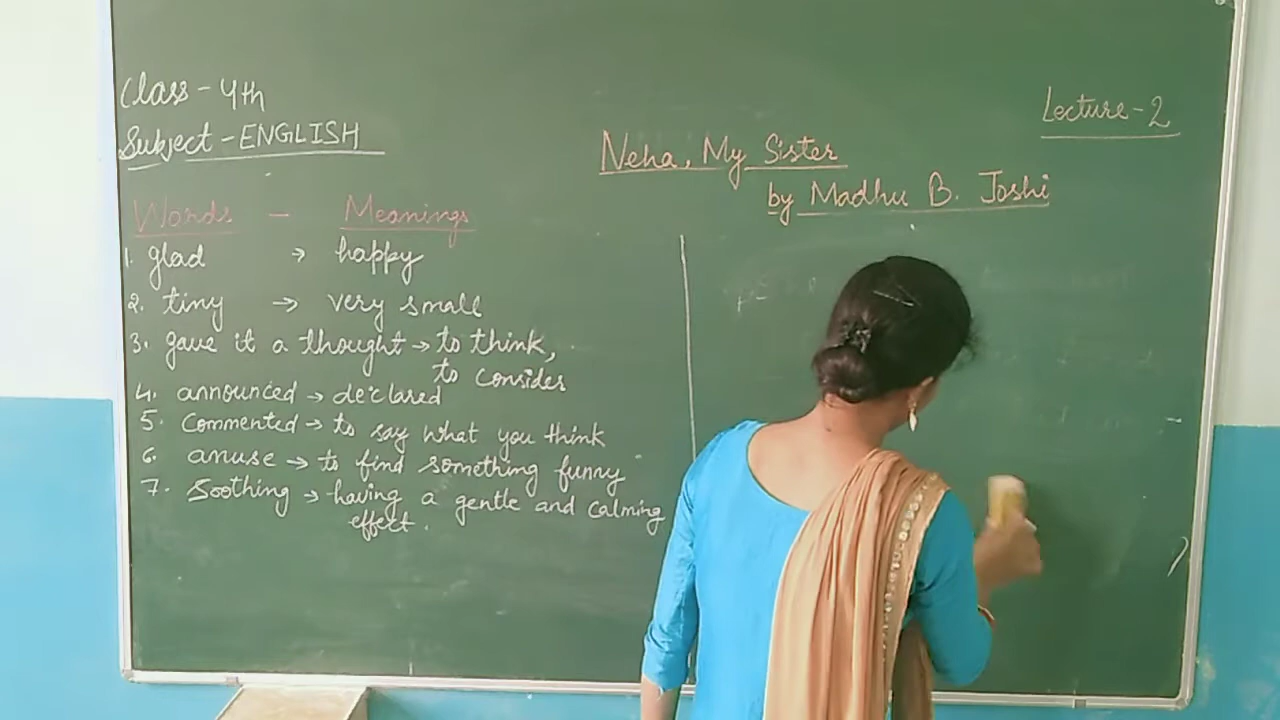 Class - 4th
Subject - ENGLISH
Lecture - 2
Neha, My Sister
by Madhu B. Joshi
Words - Meanings
1. glad → happy
2. tiny → very small
3. gave it a thought → to think,
to consider
4. announced → declared
5. Commented → to say what you think
6. amuse → to find something funny
7. Soothing → having a gentle and calming
effect.